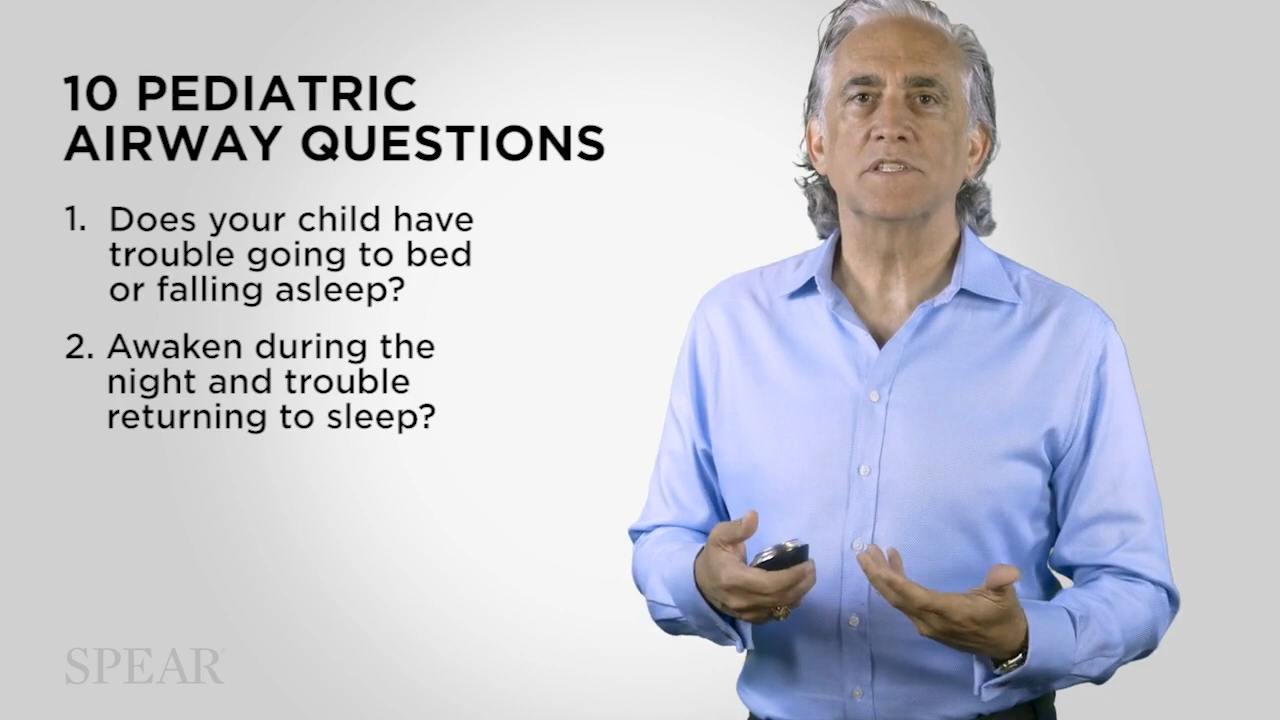 10 PEDIATRIC
AIRWAY QUESTIONS
1. Does your child have
trouble going to bed
or falling asleep?
2. Awaken during the
night and trouble
returning to sleep?
SPEAR